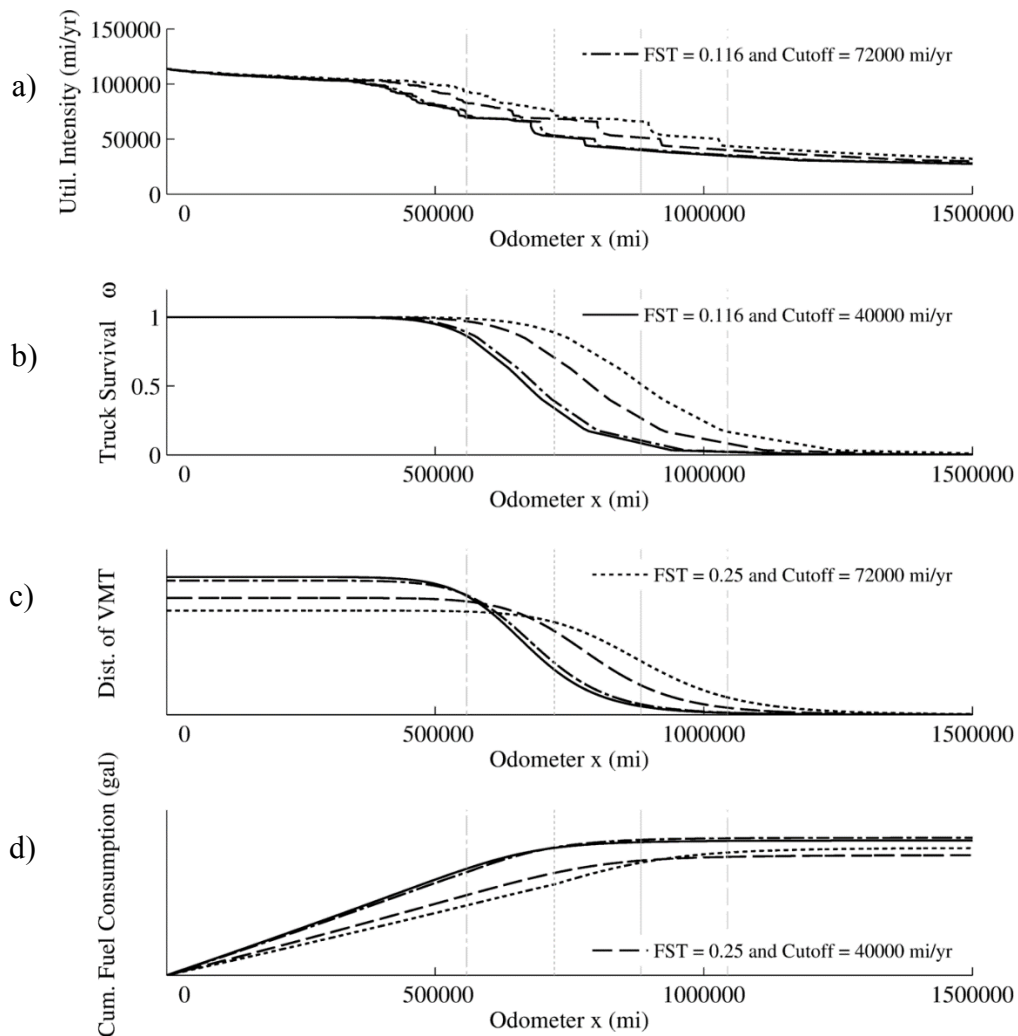 a)
Util. Intensity (mi/yr)
150000
100000
50000
0
FST = 0.116 and Cutoff = 72000 mi/yr
0 500000 1000000 1500000
Odometer x (mi)
b)
Truck Survival ω
1
0.5
0
FST = 0.116 and Cutoff = 40000 mi/yr
0 500000 1000000 1500000
Odometer x (mi)
c)
Dist. of VMT
FST = 0.25 and Cutoff = 72000 mi/yr
0 500000 1000000 1500000
Odometer x (mi)
d)
Cum. Fuel Consumption (gal)
FST = 0.25 and Cutoff = 40000 mi/yr
0 500000 1000000 1500000
Odometer x (mi)